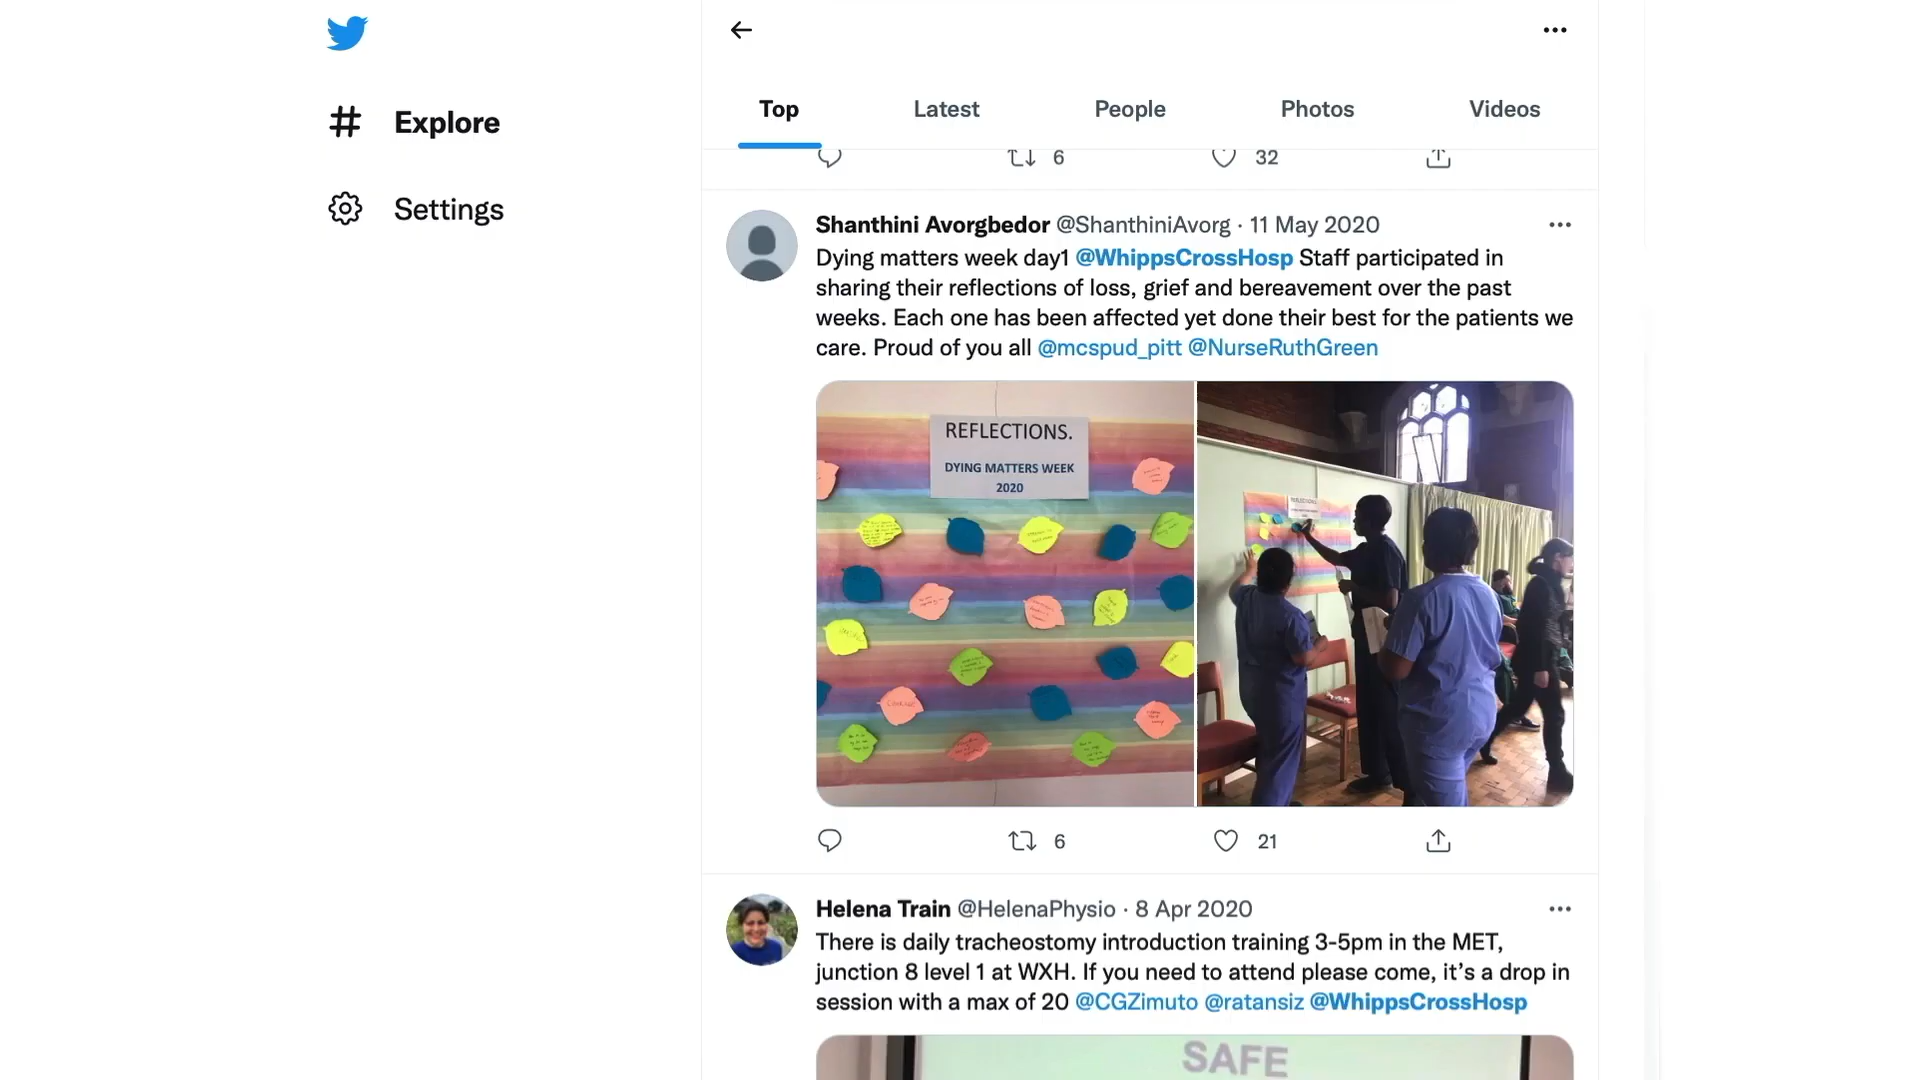 Explore
Settings
Top
Latest
People
Photos
Videos
6
32
Shanthini Avorgbedor @ShanthiniAvorg · 11 May 2020
Dying matters week day1 @WhippsCrossHosp Staff participated in
sharing their reflections of loss, grief and bereavement over the past
weeks. Each one has been affected yet done their best for the patients we
care. Proud of you all @mcspud_pitt @NurseRuthGreen
REFLECTIONS.
DYING MATTERS WEEK
2020
6
21
Helena Train @HelenaPhysio · 8 Apr 2020
There is daily tracheostomy introduction training 3-5pm in the MET,
junction 8 level 1 at WXH. If you need to attend please come, it’s a drop in
session with a max of 20 @CGZimuto @ratansiz @WhippsCrossHosp
SAFE